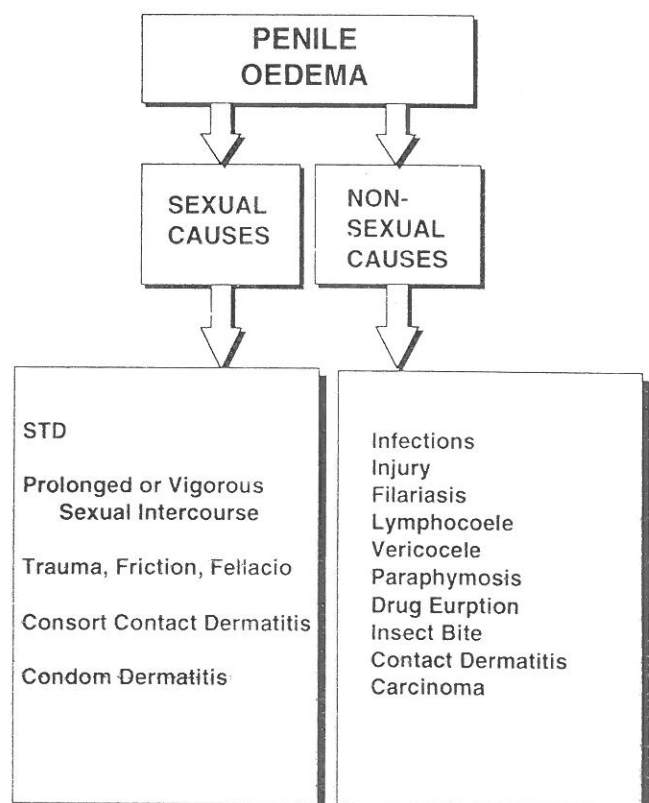 PENILE
OEDEMA
SEXUAL
CAUSES
NON-
SEXUAL
CAUSES
STD
Prolonged or Vigorous
Sexual Intercourse
Trauma, Friction, Fellacio
Consort Contact Dermatitis
Condom Dermatitis
Infections
Injury
Filariasis
Lymphocoele
Vericocele
Paraphymosis
Drug Eurption
Insect Bite
Contact Dermatitis
Carcinoma